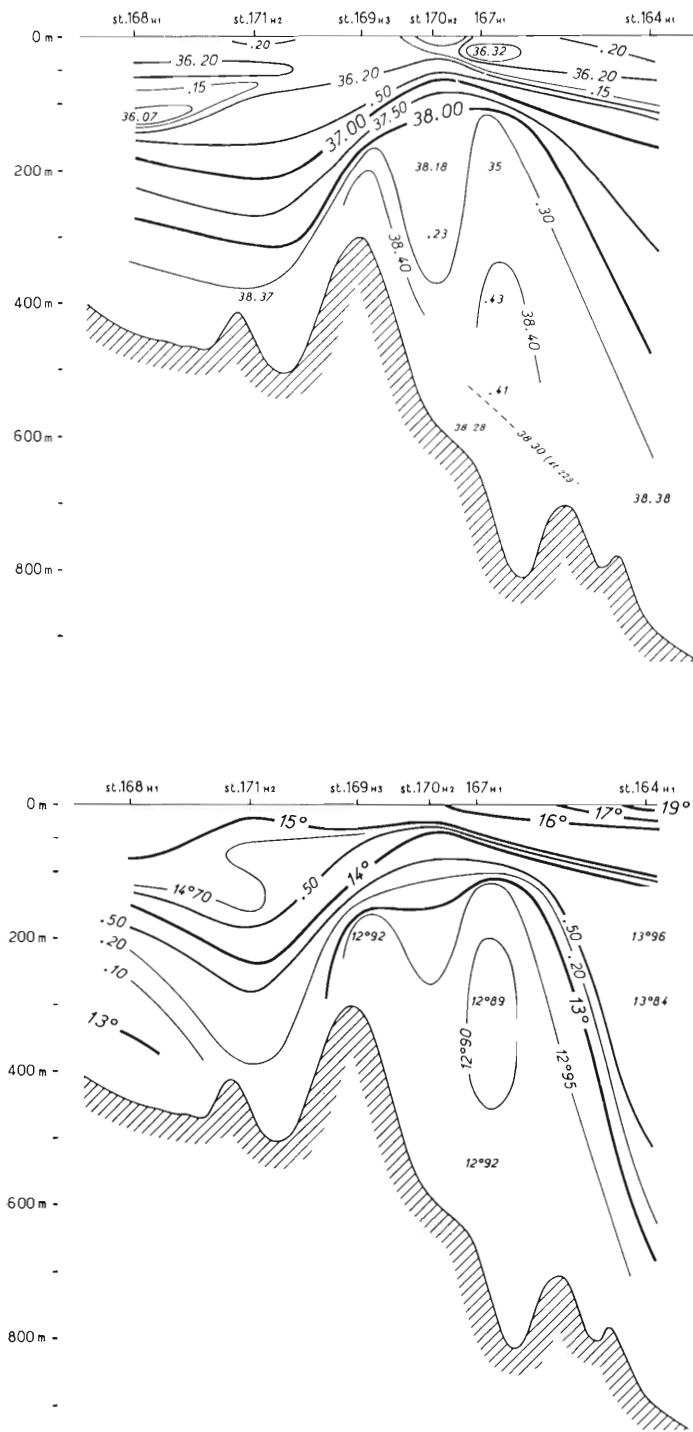 st.168 H1 st.171 H2 st.169 H3 st.170 H2 167 H1 st.164 H1
0 m -
.20 36.32 .20
36.20 36.20
.15 .15
36.07 36.20
.50
37.00 37.50 38.00
200 m -
38.18 35 .30
.23
38.40
38.37 .43 38.40
400 m -
.41
38 28 38 30 (st 229)
600 m -
38.38
800 m -
st.168 H1 st.171 H2 st.169 H3 st.170 H2 167 H1 st.164 H1
0 m -
15° 16° 17° 19°
14°70 .50 14°
.50 .50
200 m -
.20 12°92 .20 13°96
.10
13° 12°89 13° 13°84
12°90 12°95
400 m -
12°92
600 m -
800 m -